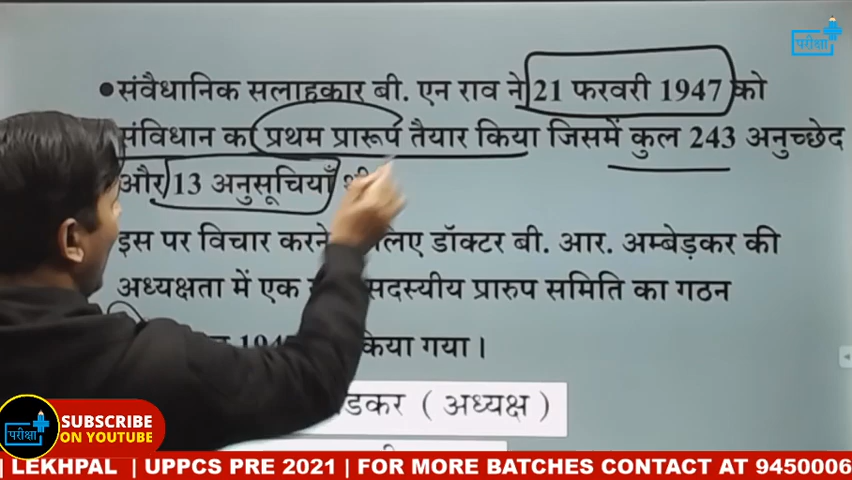 परीक्षा
संवैधानिक सलाहकार बी. एन राव ने 21 फरवरी 1947 को
संविधान का प्रथम प्रारूप तैयार किया जिसमें कुल 243 अनुच्छेद
और 13 अनुसूचियाँ
इस पर विचार करने लिए डॉक्टर बी. आर. अम्बेड़कर की
अध्यक्षता में एक सदस्यीय प्रारुप समिति का गठन
किया गया।
( अध्यक्ष )
परीक्षा
SUBSCRIBE
ON YOUTUBE
| LEKHPAL | UPPCS PRE 2021 | FOR MORE BATCHES CONTACT AT 9450006